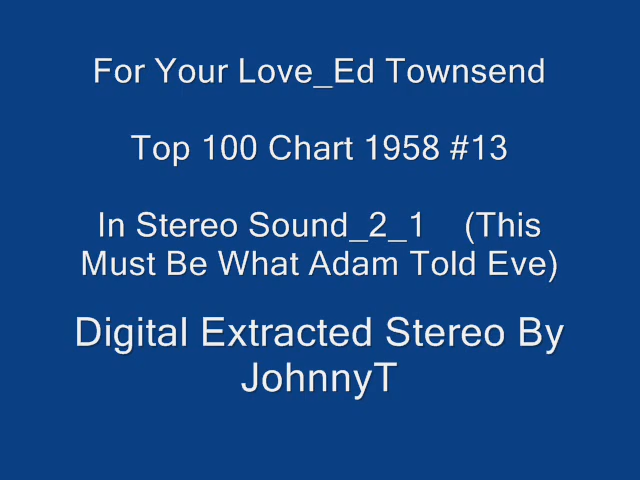 For Your Love_Ed Townsend
Top 100 Chart 1958 #13
In Stereo Sound_2_1    (This
Must Be What Adam Told Eve)
Digital Extracted Stereo By
JohnnyT